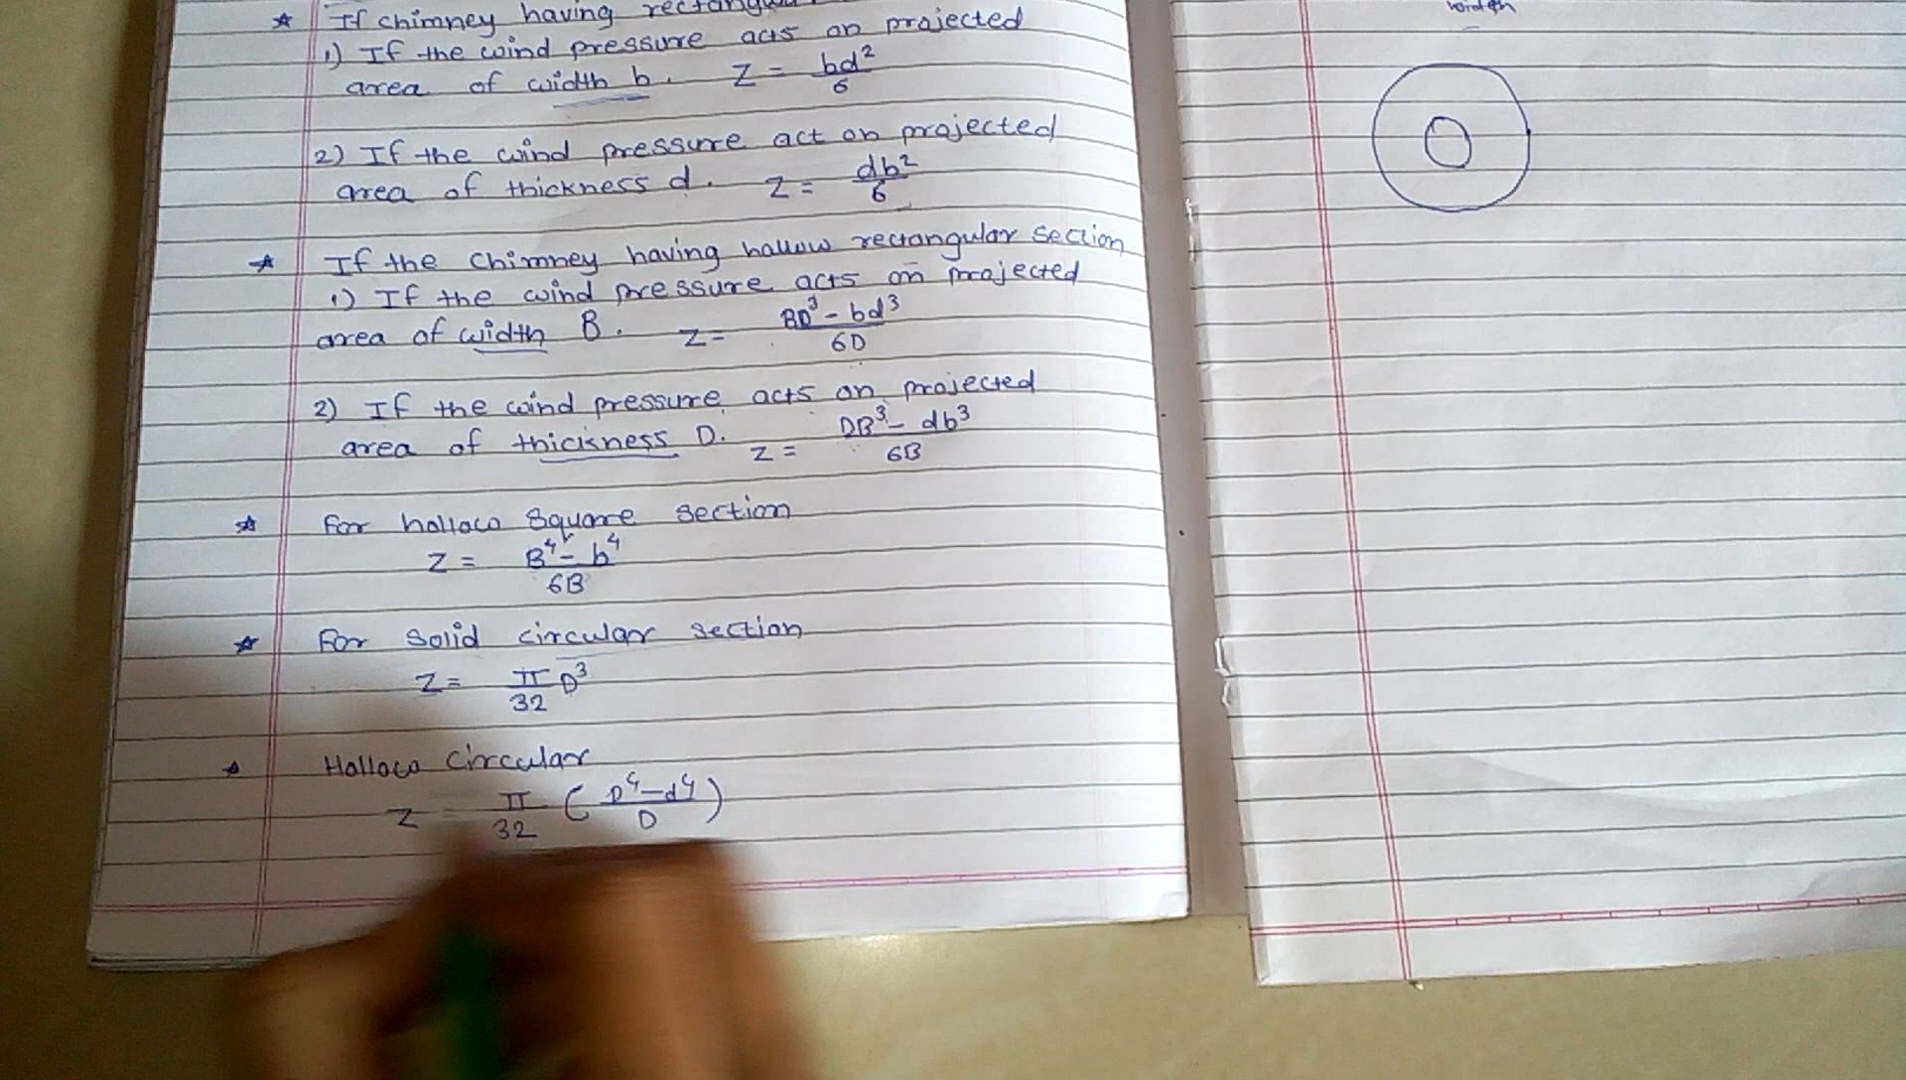 ★ If chimney having rectangular
1) If the wind pressure acts on projected
area of width b. Z = bd²/6
2) If the wind pressure act on projected
area of thickness d. Z = db²/6
★ If the Chimney having hallow rectangular section
1) If the wind pressure acts on projected
area of width B. Z = BD³ - bd³/6D
2) If the wind pressure acts on projected
area of thickness D. Z = DB³ - db³/6B
★ For hollow Square section
Z = B⁴ - b⁴/6B
★ For Solid circular section
Z = π/32 D³
★ Hollow Circular
Z = π/32 (D⁴-d⁴/D)
width